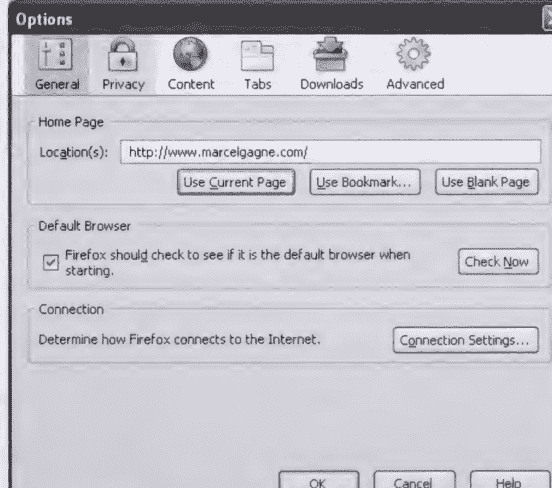 Options
General Privacy Content Tabs Downloads Advanced
Home Page
Location(s): http://www.marcelgagne.com/
Use Current Page Use Bookmark... Use Blank Page
Default Browser
Firefox should check to see if it is the default browser when
starting.
Check Now
Connection
Determine how Firefox connects to the Internet. Connection Settings...
OK Cancel Help